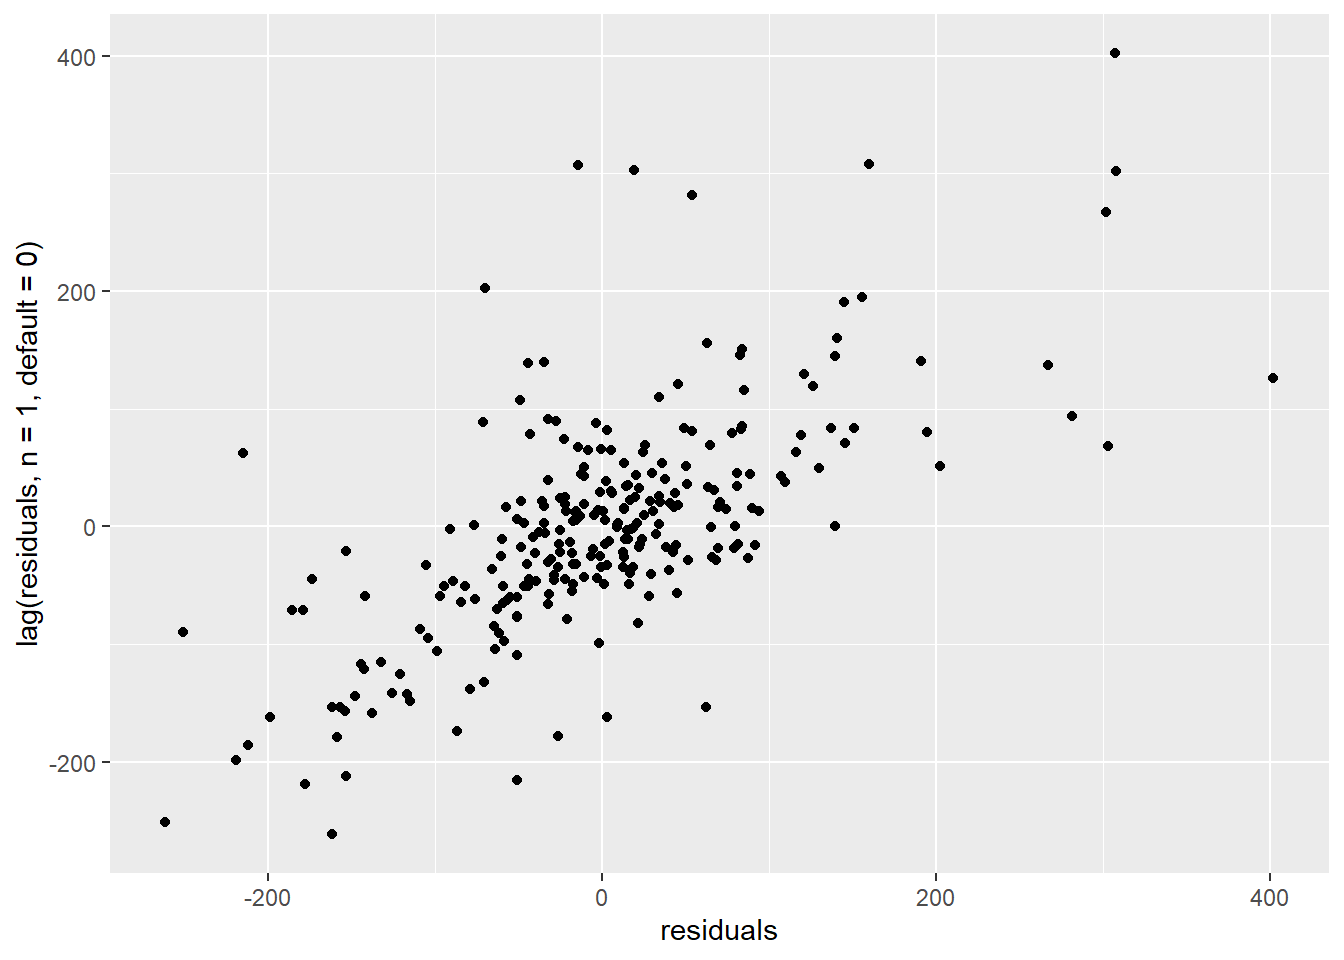 400
200
0
-200
lag(residuals, n = 1, default = 0)
-200 0 200 400
residuals